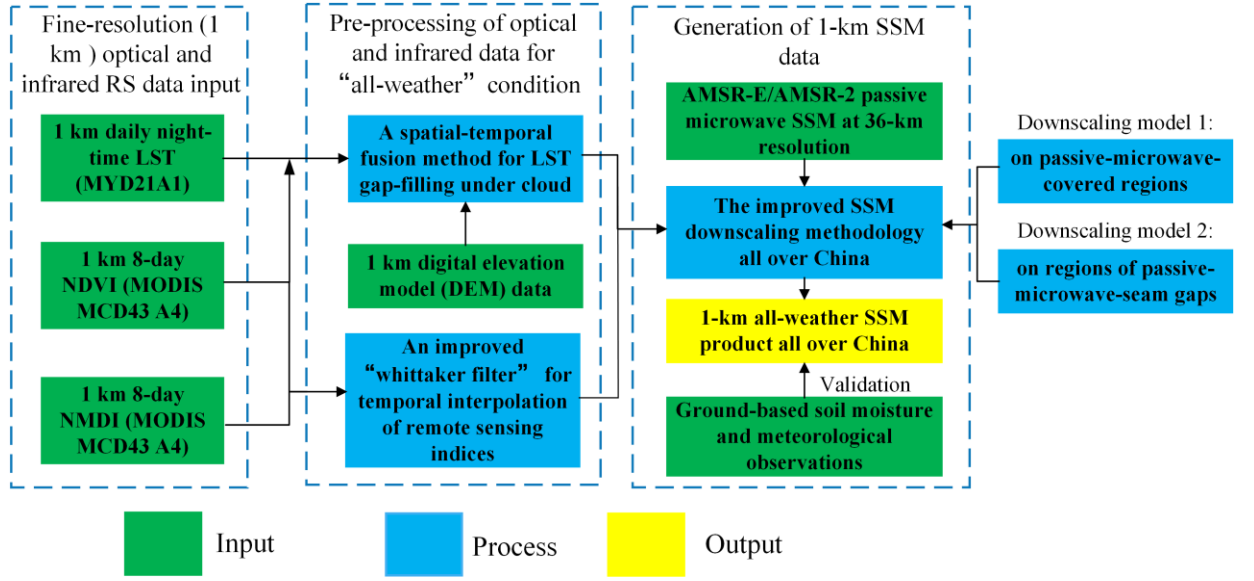 Fine-resolution (1
km ) optical and
infrared RS data input
1 km daily night-
time LST
(MYD21A1)
1 km 8-day
NDVI (MODIS
MCD43 A4)
1 km 8-day
NMDI (MODIS
MCD43 A4)
Pre-processing of optical
and infrared data for
“all-weather” condition
A spatial-temporal
fusion method for LST
gap-filling under cloud
1 km digital elevation
model (DEM) data
An improved
“whittaker filter” for
temporal interpolation
of remote sensing
indices
Generation of 1-km SSM
data
AMSR-E/AMSR-2 passive
microwave SSM at 36-km
resolution
The improved SSM
downscaling methodology
all over China
1-km all-weather SSM
product all over China
Validation
Ground-based soil moisture
and meteorological
observations
Downscaling model 1:
on passive-microwave-
covered regions
Downscaling model 2:
on regions of passive-
microwave-seam gaps
Input
Process
Output